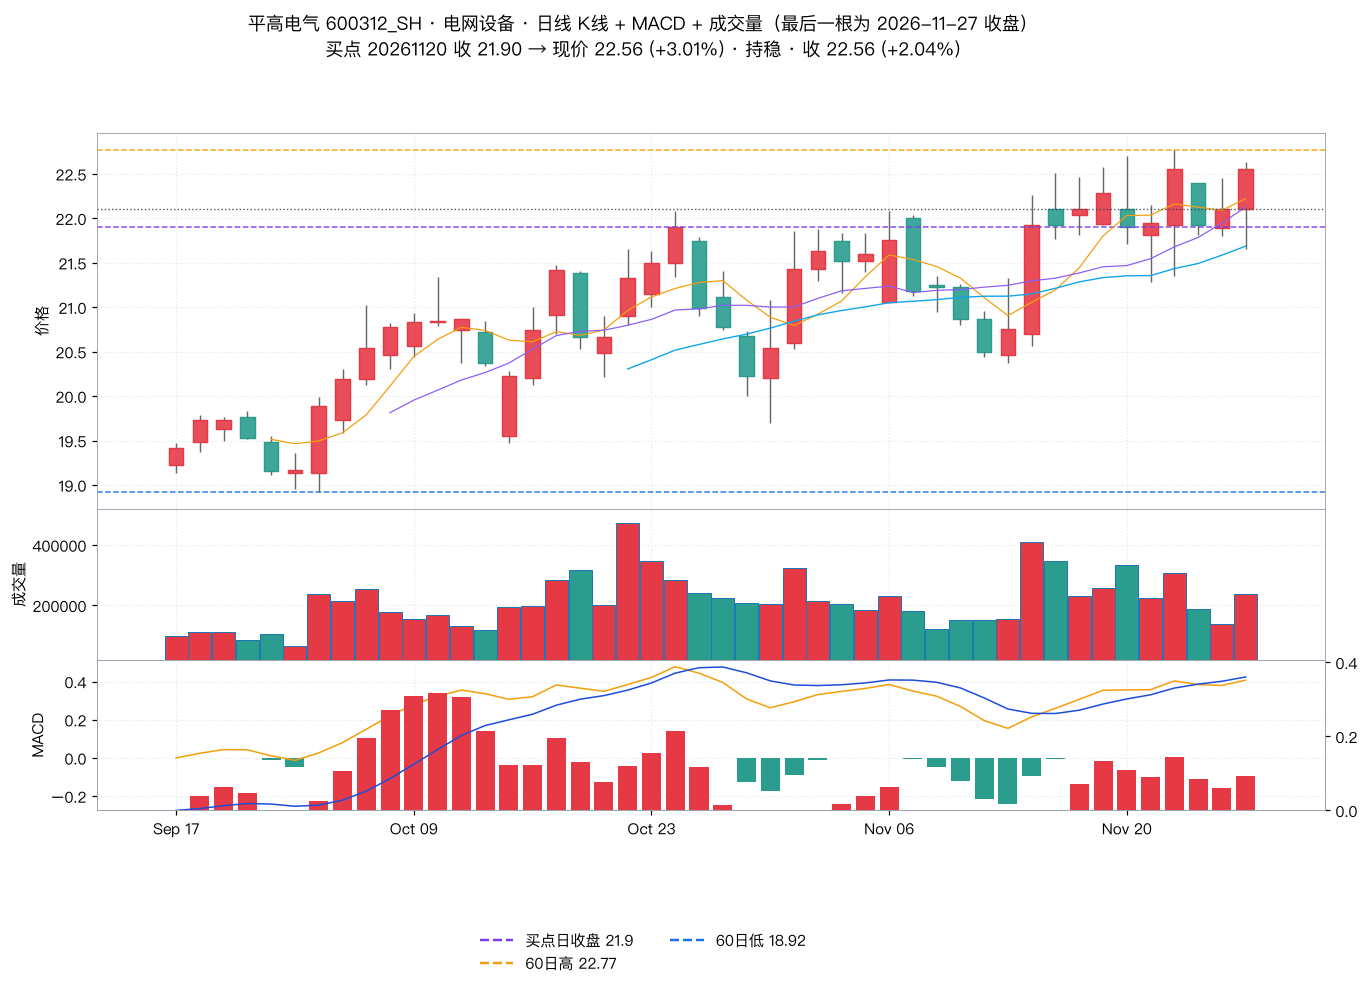 平高电气 600312_SH · 电网设备 · 日线 K线 + MACD + 成交量（最后一根为 2026−11−27 收盘）
买点 20261120 收 21.90 → 现价 22.56 (+3.01%) · 持稳 · 收 22.56 (+2.04%)
价格
22.5
22.0
21.5
21.0
20.5
20.0
19.5
19.0
成交量
400000
200000
MACD
0.4
0.2
0.0
−0.2
0.4
0.2
0.0
Sep 17
Oct 09
Oct 23
Nov 06
Nov 20
买点日收盘 21.9
60日高 22.77
60日低 18.92